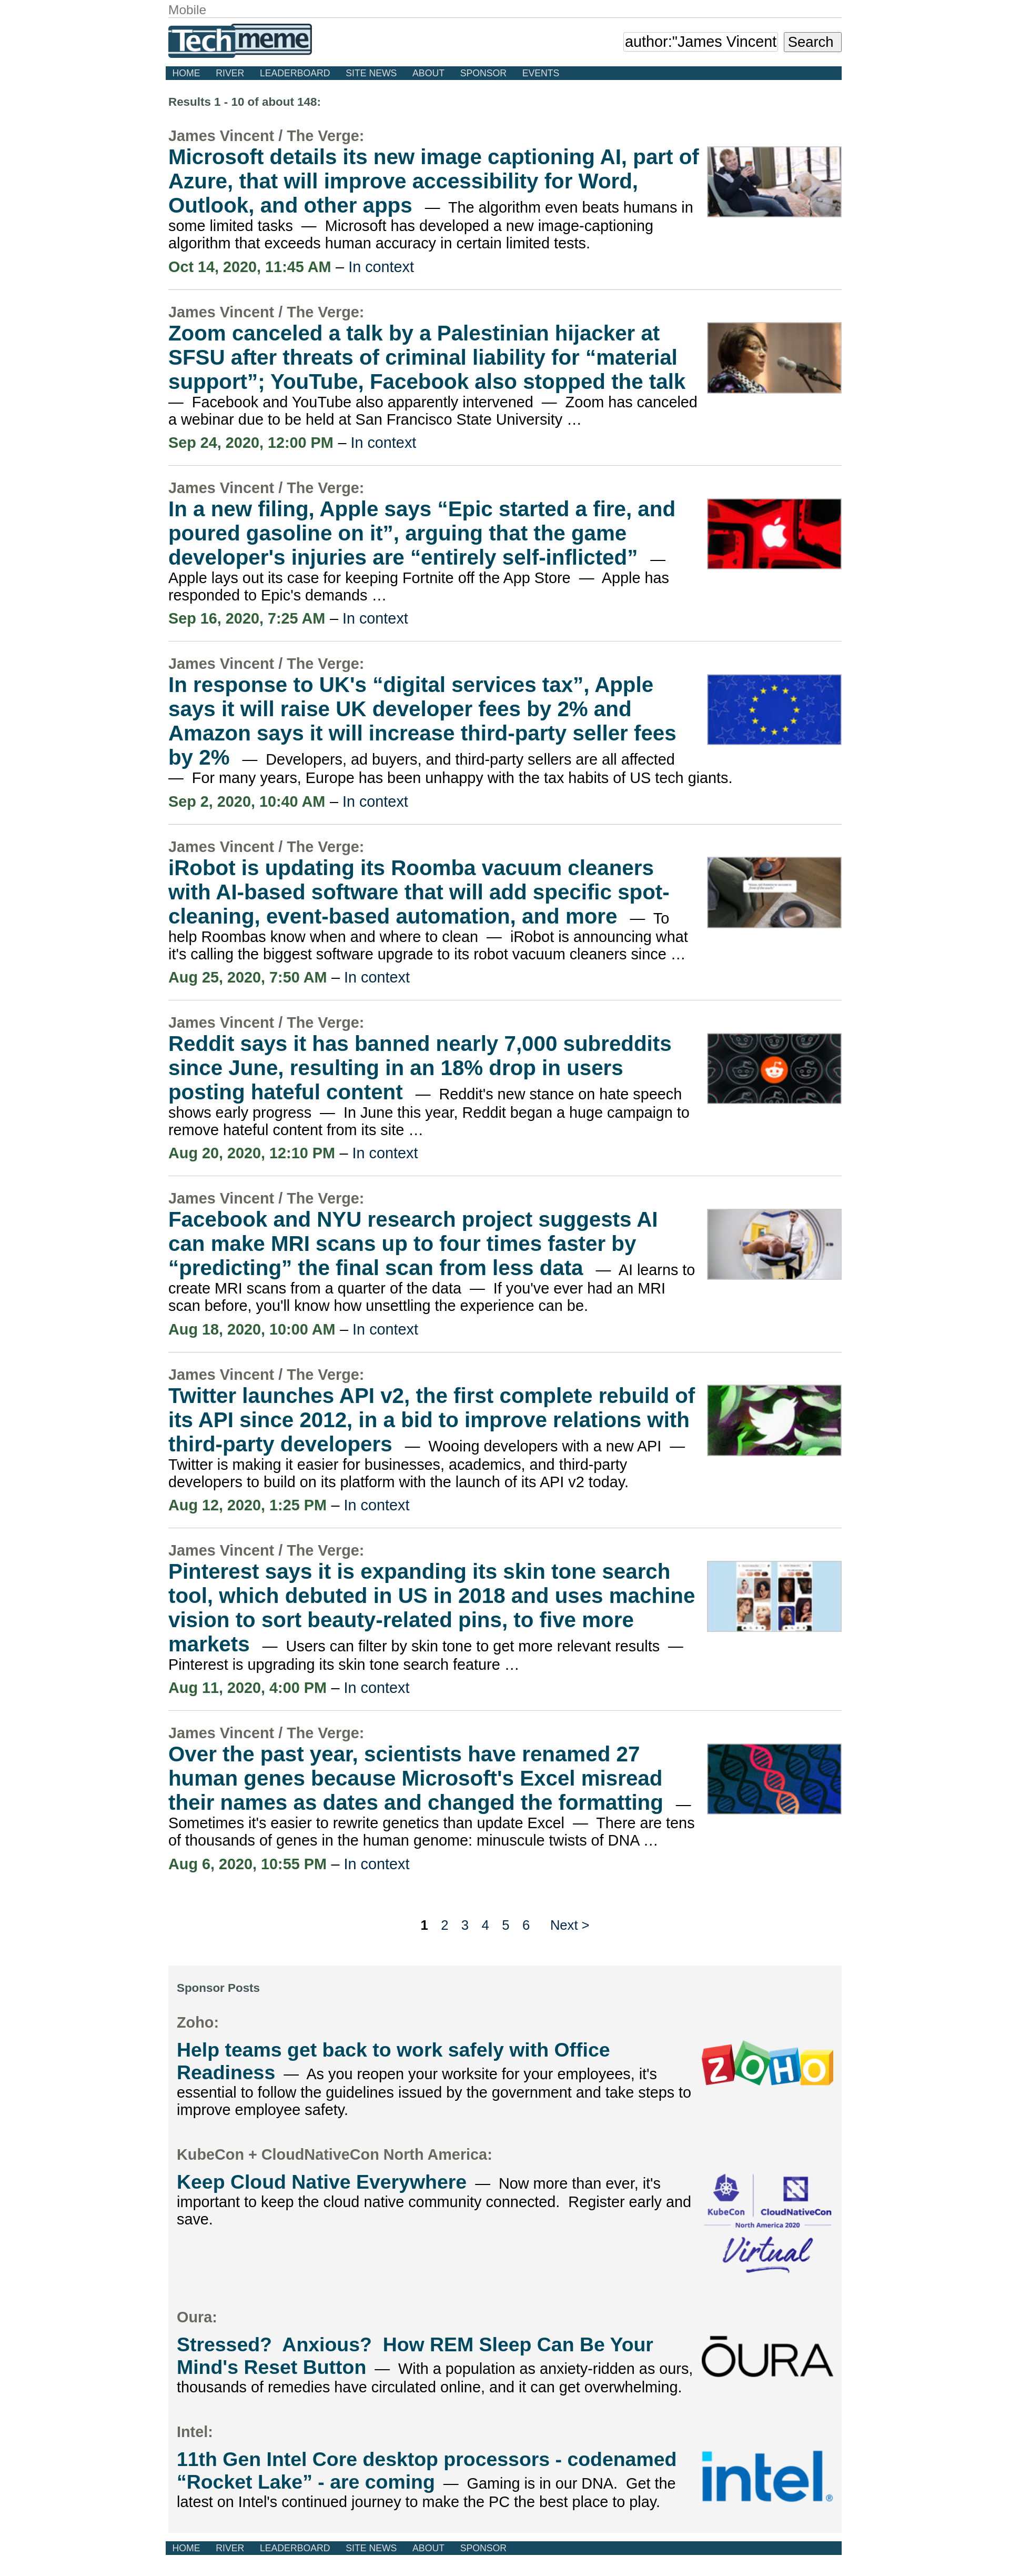 Mobile
Techmeme
author:"James Vincent
Search
HOME RIVER LEADERBOARD SITE NEWS ABOUT SPONSOR EVENTS
Results 1 - 10 of about 148:
James Vincent / The Verge:
Microsoft details its new image captioning AI, part of
Azure, that will improve accessibility for Word,
Outlook, and other apps — The algorithm even beats humans in
some limited tasks — Microsoft has developed a new image-captioning
algorithm that exceeds human accuracy in certain limited tests.
Oct 14, 2020, 11:45 AM – In context
James Vincent / The Verge:
Zoom canceled a talk by a Palestinian hijacker at
SFSU after threats of criminal liability for “material
support”; YouTube, Facebook also stopped the talk
— Facebook and YouTube also apparently intervened — Zoom has canceled
a webinar due to be held at San Francisco State University …
Sep 24, 2020, 12:00 PM – In context
James Vincent / The Verge:
In a new filing, Apple says “Epic started a fire, and
poured gasoline on it”, arguing that the game
developer's injuries are “entirely self-inflicted” —
Apple lays out its case for keeping Fortnite off the App Store — Apple has
responded to Epic's demands …
Sep 16, 2020, 7:25 AM – In context
James Vincent / The Verge:
In response to UK's “digital services tax”, Apple
says it will raise UK developer fees by 2% and
Amazon says it will increase third-party seller fees
by 2% — Developers, ad buyers, and third-party sellers are all affected
— For many years, Europe has been unhappy with the tax habits of US tech giants.
Sep 2, 2020, 10:40 AM – In context
James Vincent / The Verge:
iRobot is updating its Roomba vacuum cleaners
with AI-based software that will add specific spot-
cleaning, event-based automation, and more — To
help Roombas know when and where to clean — iRobot is announcing what
it's calling the biggest software upgrade to its robot vacuum cleaners since …
Aug 25, 2020, 7:50 AM – In context
James Vincent / The Verge:
Reddit says it has banned nearly 7,000 subreddits
since June, resulting in an 18% drop in users
posting hateful content — Reddit's new stance on hate speech
shows early progress — In June this year, Reddit began a huge campaign to
remove hateful content from its site …
Aug 20, 2020, 12:10 PM – In context
James Vincent / The Verge:
Facebook and NYU research project suggests AI
can make MRI scans up to four times faster by
“predicting” the final scan from less data — AI learns to
create MRI scans from a quarter of the data — If you've ever had an MRI
scan before, you'll know how unsettling the experience can be.
Aug 18, 2020, 10:00 AM – In context
James Vincent / The Verge:
Twitter launches API v2, the first complete rebuild of
its API since 2012, in a bid to improve relations with
third-party developers — Wooing developers with a new API —
Twitter is making it easier for businesses, academics, and third-party
developers to build on its platform with the launch of its API v2 today.
Aug 12, 2020, 1:25 PM – In context
James Vincent / The Verge:
Pinterest says it is expanding its skin tone search
tool, which debuted in US in 2018 and uses machine
vision to sort beauty-related pins, to five more
markets — Users can filter by skin tone to get more relevant results —
Pinterest is upgrading its skin tone search feature …
Aug 11, 2020, 4:00 PM – In context
James Vincent / The Verge:
Over the past year, scientists have renamed 27
human genes because Microsoft's Excel misread
their names as dates and changed the formatting —
Sometimes it's easier to rewrite genetics than update Excel — There are tens
of thousands of genes in the human genome: minuscule twists of DNA …
Aug 6, 2020, 10:55 PM – In context
1 2 3 4 5 6 Next >
Sponsor Posts
Zoho:
Help teams get back to work safely with Office
Readiness — As you reopen your worksite for your employees, it's
essential to follow the guidelines issued by the government and take steps to
improve employee safety.
ZOHO
KubeCon + CloudNativeCon North America:
Keep Cloud Native Everywhere — Now more than ever, it's
important to keep the cloud native community connected. Register early and
save.
KubeCon CloudNativeCon
North America 2020
Virtual
Oura:
Stressed? Anxious? How REM Sleep Can Be Your
Mind's Reset Button — With a population as anxiety-ridden as ours,
thousands of remedies have circulated online, and it can get overwhelming.
ŌURA
Intel:
11th Gen Intel Core desktop processors - codenamed
“Rocket Lake” - are coming — Gaming is in our DNA. Get the
latest on Intel's continued journey to make the PC the best place to play.
intel®
HOME RIVER LEADERBOARD SITE NEWS ABOUT SPONSOR